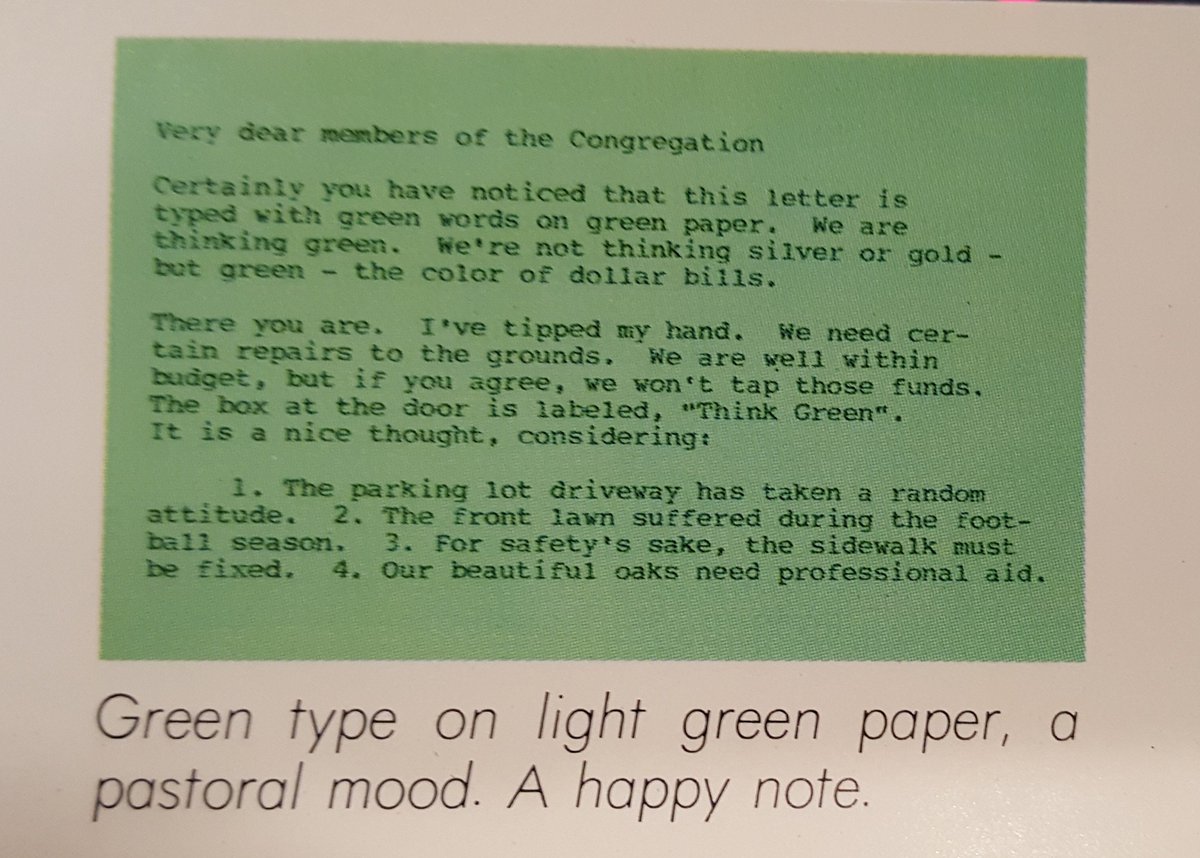 Very dear members of the Congregation
Certainly you have noticed that this letter is
typed with green words on green paper.  We are
thinking green.  We're not thinking silver or gold -
but green - the color of dollar bills.
There you are.  I've tipped my hand.  We need cer-
tain repairs to the grounds.  We are well within
budget, but if you agree, we won't tap those funds.
The box at the door is labeled, "Think Green".
It is a nice thought, considering:
1. The parking lot driveway has taken a random
attitude.  2. The front lawn suffered during the foot-
ball season.  3. For safety's sake, the sidewalk must
be fixed.  4. Our beautiful oaks need professional aid.
Green type on light green paper, a
pastoral mood. A happy note.